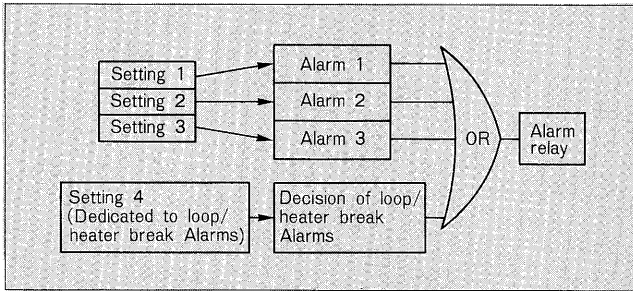 Setting 1
Setting 2
Setting 3
Alarm 1
Alarm 2
Alarm 3
OR
Alarm
relay
Setting 4
(Dedicated to loop/
heater break Alarms)
Decision of loop/
heater break
Alarms